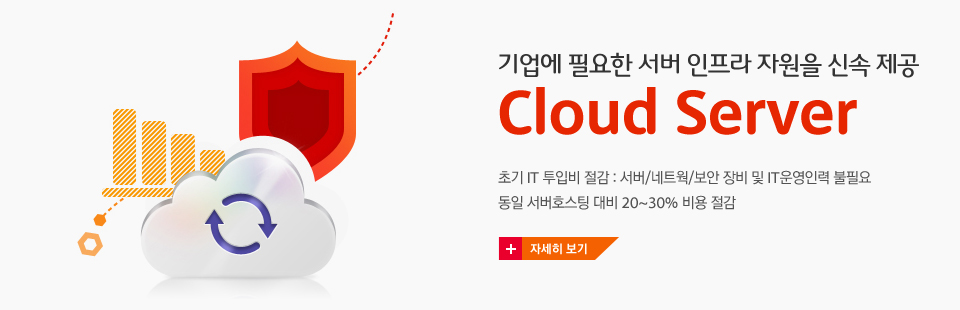 기업에 필요한 서버 인프라 자원을 신속 제공
Cloud Server
초기 IT 투입비 절감 : 서버/네트웍/보안 장비 및 IT운영인력 불필요
동일 서버호스팅 대비 20~30% 비용 절감
+ 자세히 보기